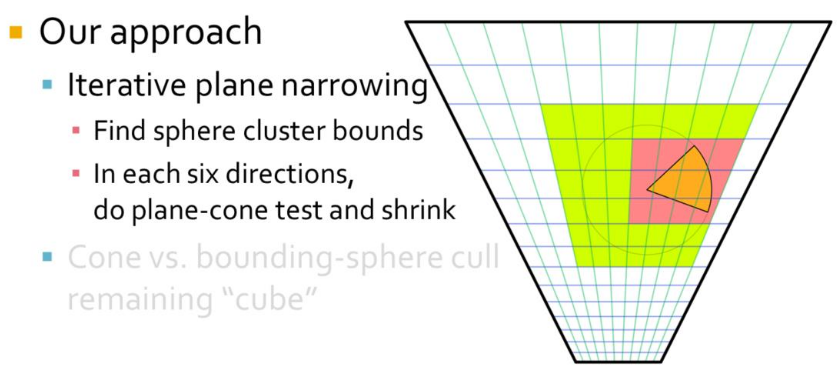 Our approach
Iterative plane narrowing
Find sphere cluster bounds
In each six directions,
do plane-cone test and shrink
Cone vs. bounding-sphere cull
remaining “cube”